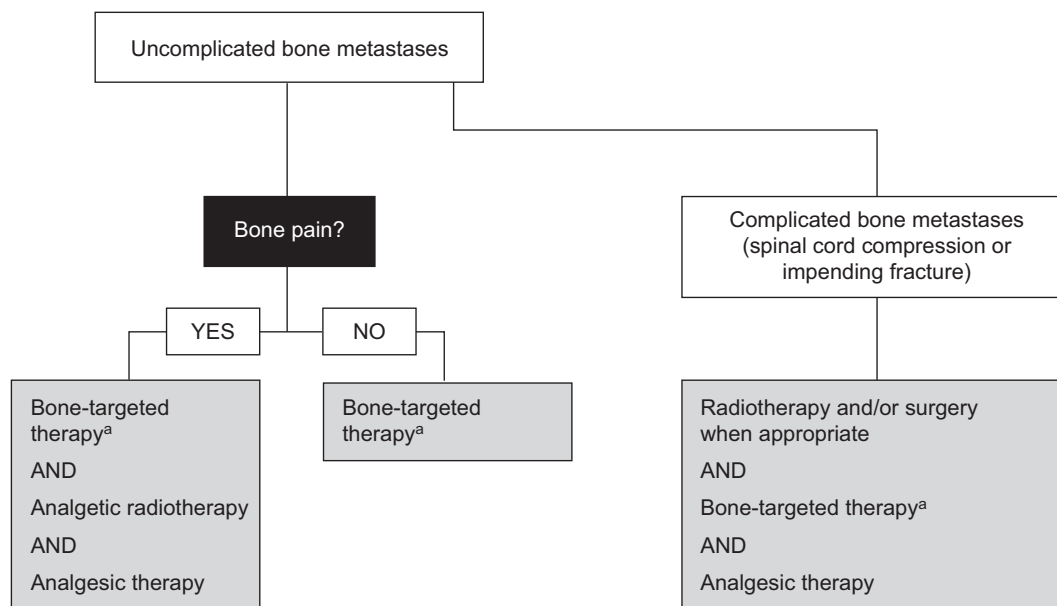 Uncomplicated bone metastases
Bone pain?
Complicated bone metastases
(spinal cord compression or
impending fracture)
YES
NO
Bone-targeted
therapyᵃ
AND
Analgetic radiotherapy
AND
Analgesic therapy
Bone-targeted
therapyᵃ
Radiotherapy and/or surgery
when appropriate
AND
Bone-targeted therapyᵃ
AND
Analgesic therapy